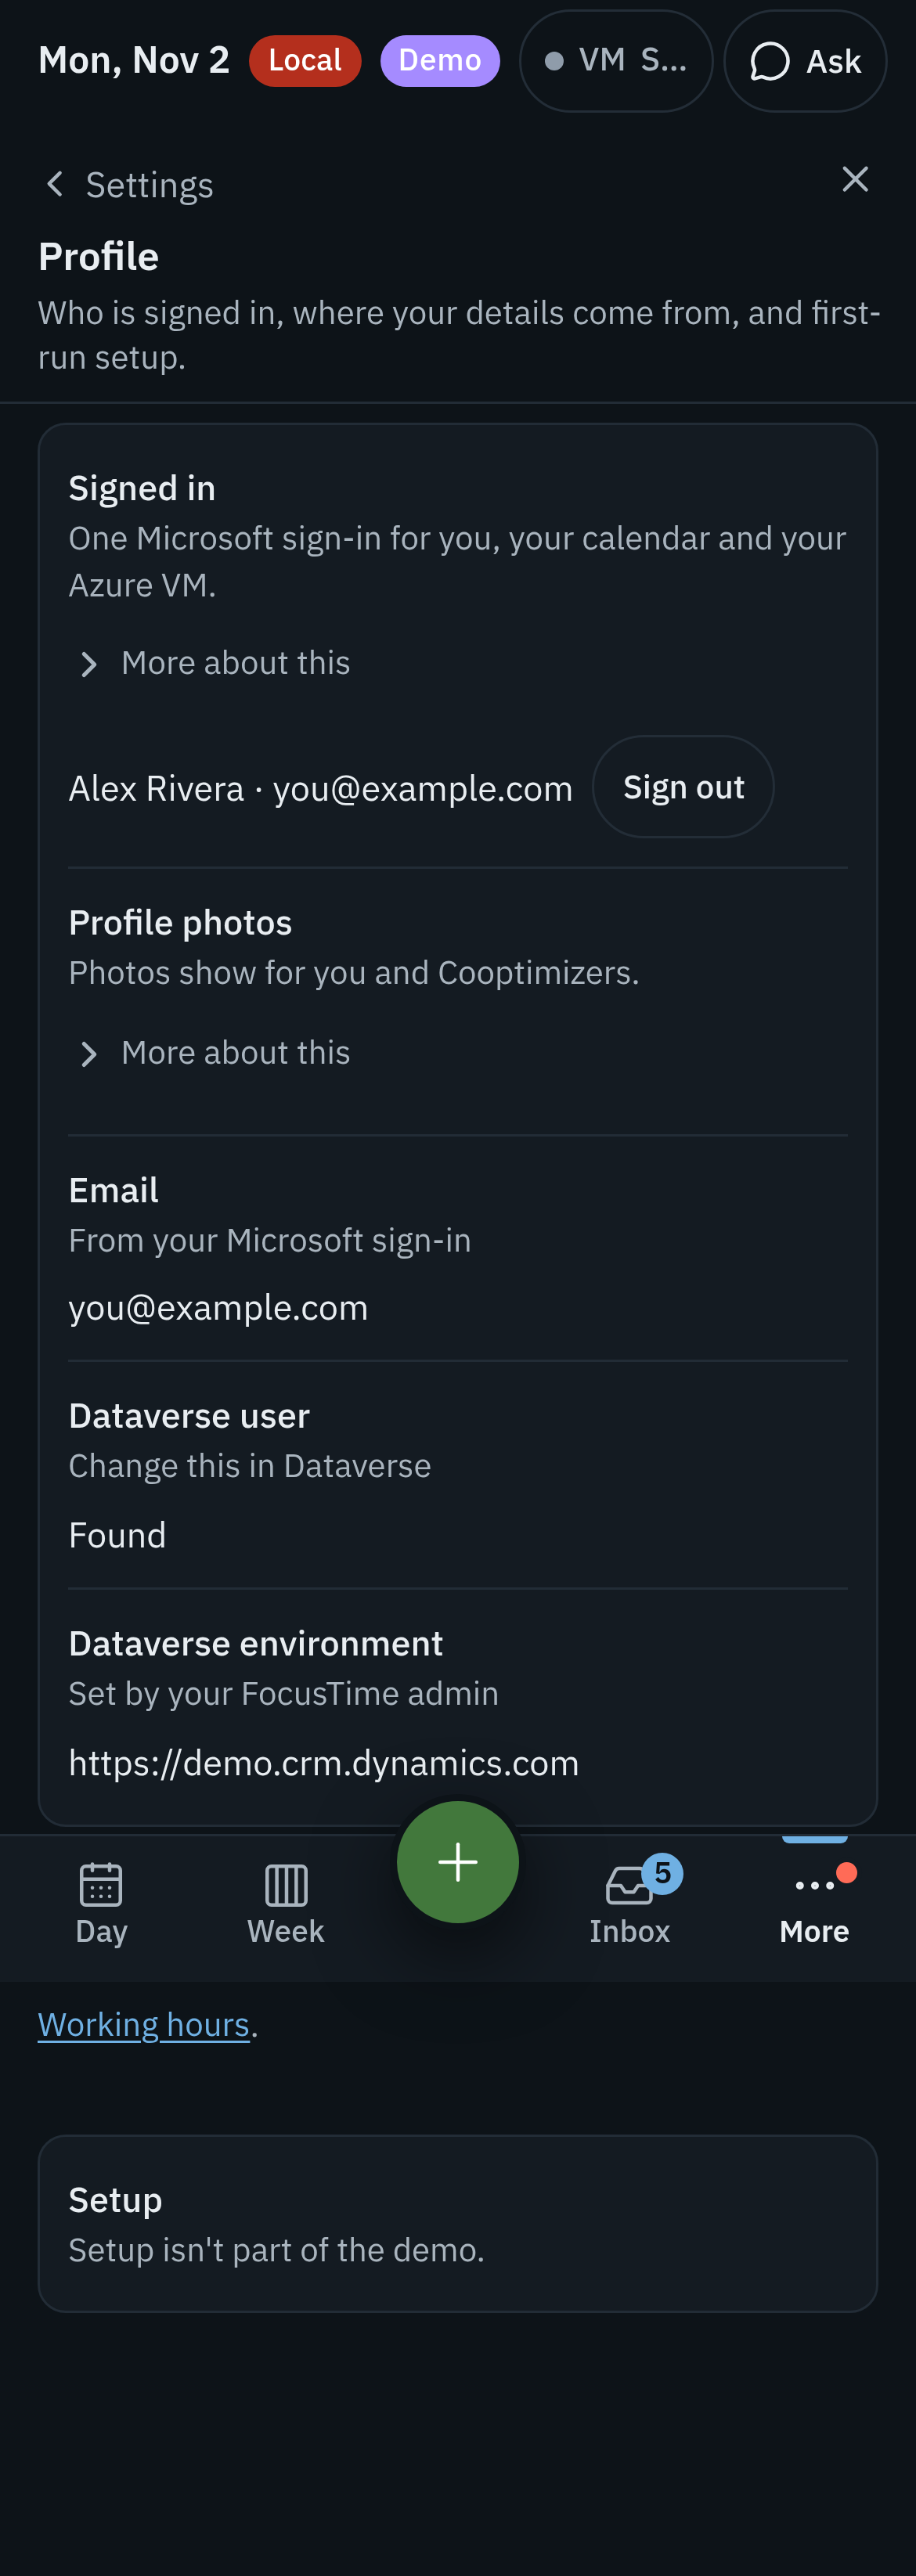 Mon, Nov 2 Local Demo VM S... Ask
Settings
Profile
Who is signed in, where your details come from, and first-
run setup.
Signed in
One Microsoft sign-in for you, your calendar and your
Azure VM.
More about this
Alex Rivera · you@example.com Sign out
Profile photos
Photos show for you and Cooptimizers.
More about this
Email
From your Microsoft sign-in
you@example.com
Dataverse user
Change this in Dataverse
Found
Dataverse environment
Set by your FocusTime admin
https://demo.crm.dynamics.com
Day Week Inbox 5 More
Working hours.
Setup
Setup isn't part of the demo.